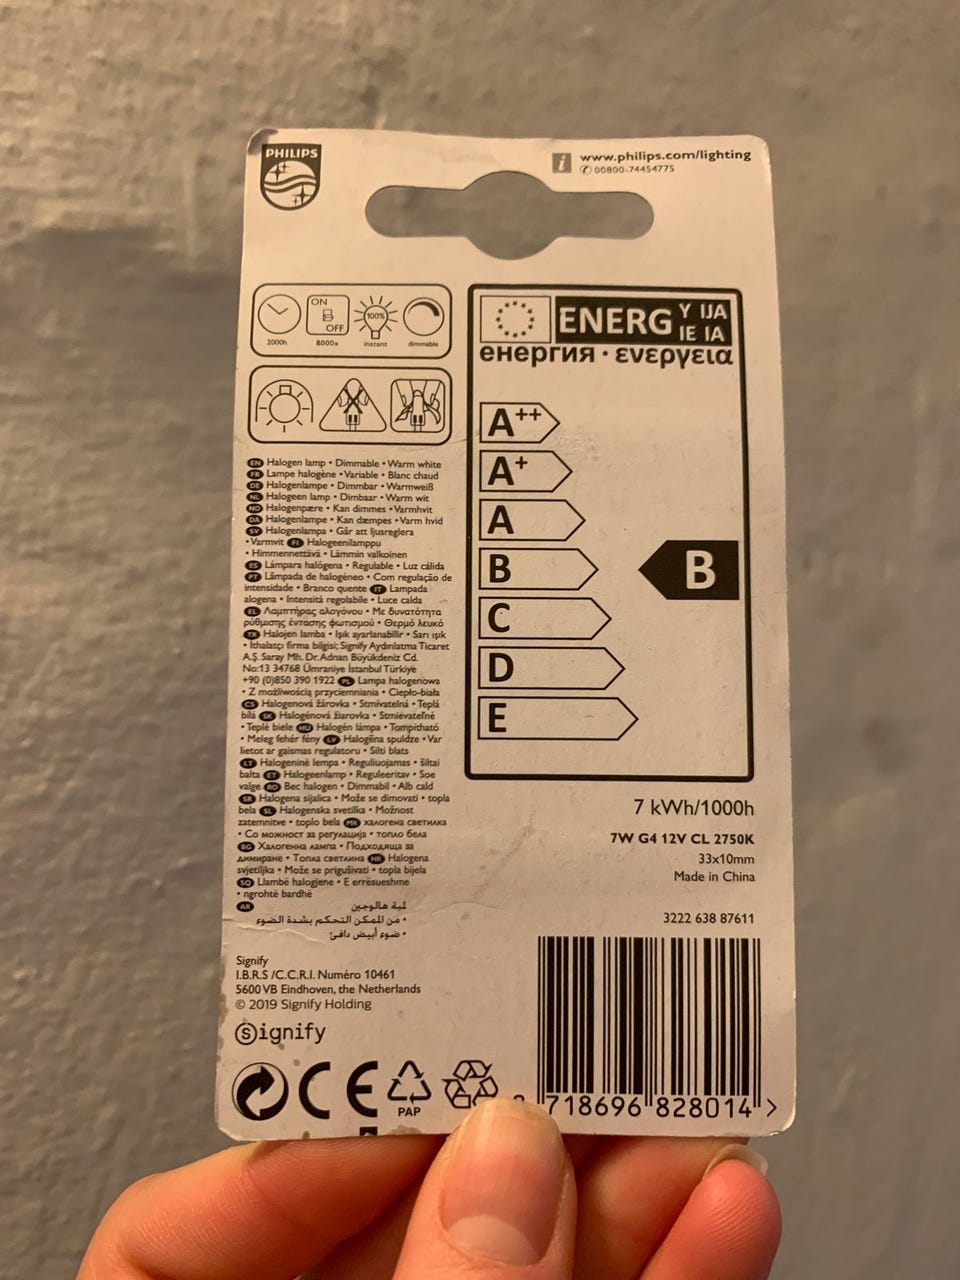 PHILIPS
www.philips.com/lighting
00800-74454775
ON
OFF
100%
2000h
8000x
instant
dimmable
ENERG Y IJA
IE IA
енергия · ενεργεια
A++
A+
A
B
B
C
D
E
EN Halogen lamp • Dimmable • Warm white
FR Lampe halogène • Variable • Blanc chaud
DE Halogenlampe • Dimmbar • Warmweiß
NL Halogeen lamp • Dimbaar • Warm wit
NO Halogenpære • Kan dimmes • Varmhvit
DA Halogenlampe • Kan dæmpes • Varm hvid
SV Halogenlampa • Går att ljusreglera
• Varmvit FI Halogeenilamppu
• Himmennettävä • Lämmin valkoinen
ES Lámpara halógena • Regulable • Luz cálida
PT Lâmpada de halogéneo • Com regulação de
intensidade • Branco quente IT Lampada
alogena • Intensità regolabile • Luce calda
EL Λαμπτήρας αλογόνου • Με δυνατότητα
ρύθμισης έντασης φωτισμού • Θερμό λευκό
TR Halojen lamba • Işık ayarlanabilir • Sarı ışık
• İthalatçı firma bilgisi; Signify Aydınlatma Ticaret
A.Ş. Saray Mh. Dr. Adnan Büyükdeniz Cd.
No:13 34768 Ümraniye İstanbul Türkiye
+90 (0)850 390 1922 PL Lampa halogenowa
• Z możliwością przyciemniania • Ciepło-biała
CS Halogenová žárovka • Stmívatelná • Teplá
bílá SK Halogénová žiarovka • Stmievateľné
• Teplé biele HU Halogén lámpa • Tompítható
• Meleg fehér fény LV Halogēna spuldze • Var
lietot ar gaismas regulatoru • Silti balts
LT Halogeninė lempa • Reguliuojamas • šiltai
balta ET Halogeenlamp • Reguleeritav • Soe
valge RO Bec halogen • Dimmabil • Alb cald
SR Halogena sijalica • Može se dimovati • topla
bela SL Halogenska svetilka • Možnost
zatemnitve • toplo bela MK халогена светилка
• Со можност за регулација • топло бела
BG Халогенна лампа • Подходяща за
димиране • Топла светлина HR Halogena
svjetiljka • Može se prigušivati • topla bijela
SQ Llambë halogjene • E errësueshme
• ngrohtë bardhë
AR لمبة هالوجين
• من الممكن التحكم بشدة الضوء
• ضوء أبيض دافئ
7 kWh/1000h
7W G4 12V CL 2750K
33x10mm
Made in China
3222 638 87611
Signify
I.B.R.S /C.C.R.I. Numéro 10461
5600 VB Eindhoven, the Netherlands
© 2019 Signify Holding
Signify
CE
PAP
718696 828014 >